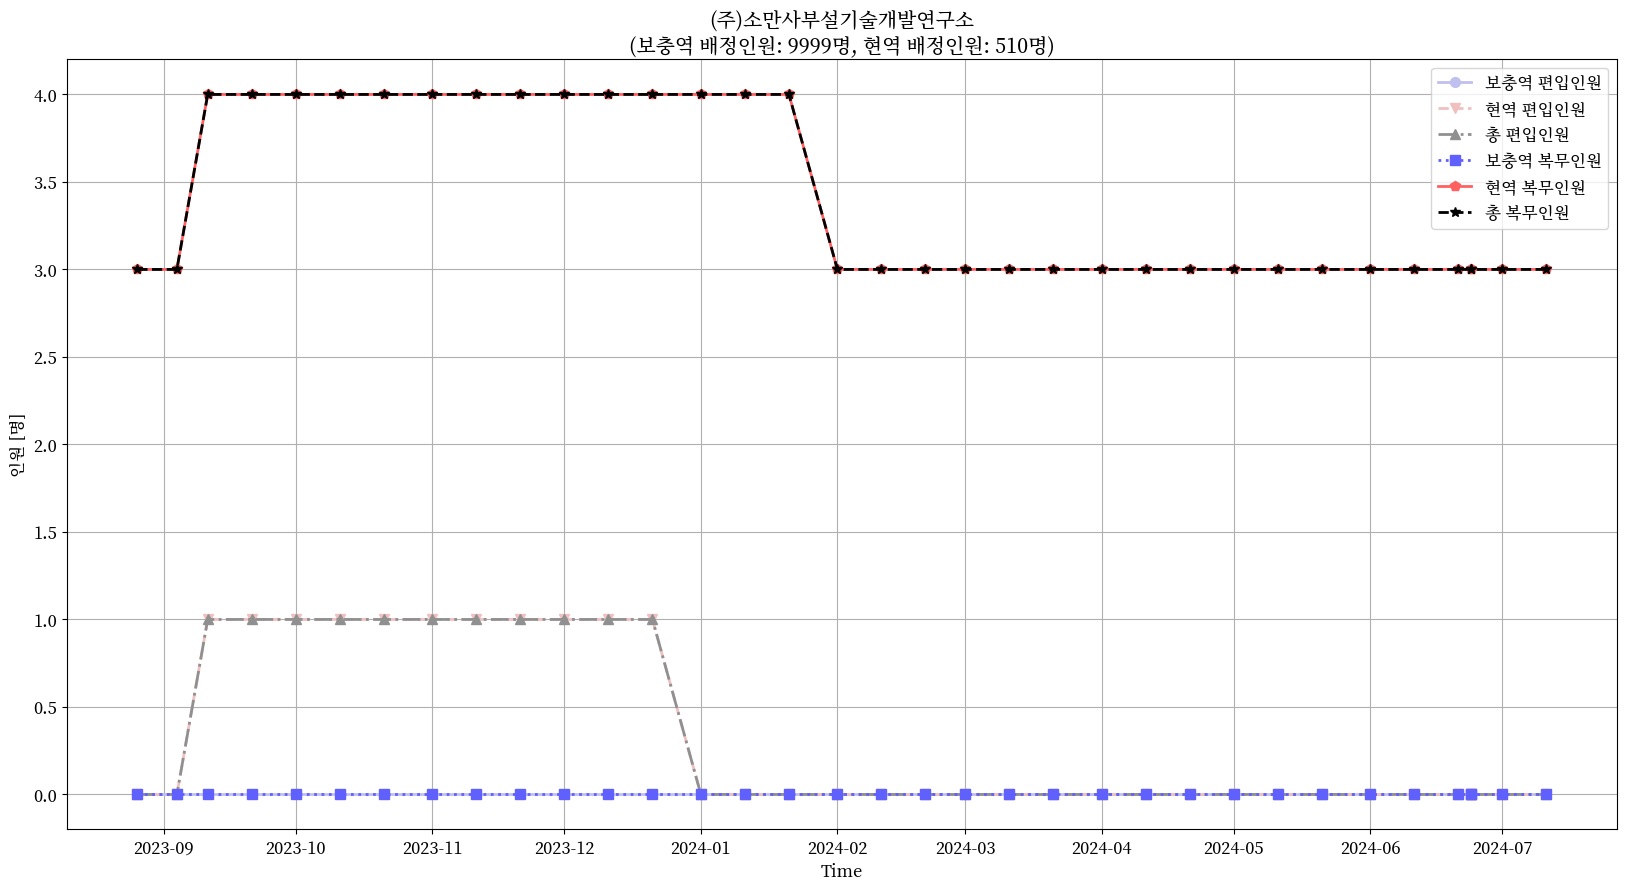 (주)소만사부설기술개발연구소
(보충역 배정인원: 9999명, 현역 배정인원: 510명)
보충역 편입인원
현역 편입인원
총 편입인원
보충역 복무인원
현역 복무인원
총 복무인원
인원 [명]
4.0
3.5
3.0
2.5
2.0
1.5
1.0
0.5
0.0
2023-09
2023-10
2023-11
2023-12
2024-01
2024-02
2024-03
2024-04
2024-05
2024-06
2024-07
Time